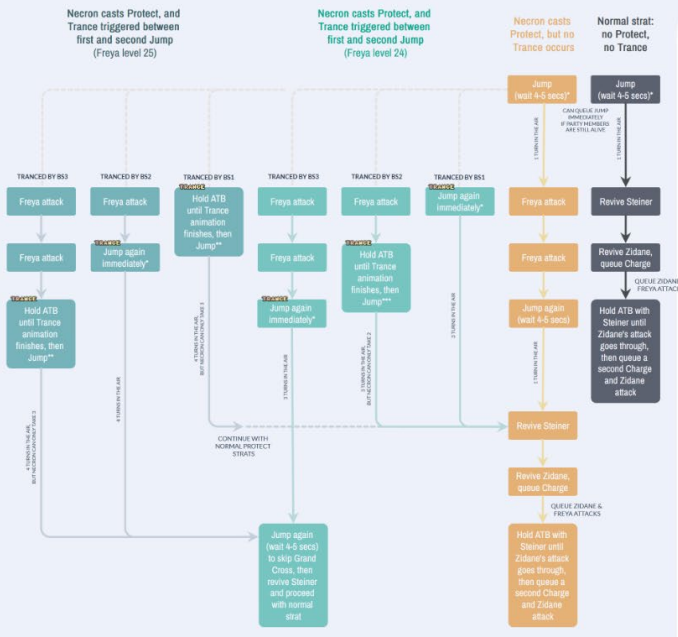 Necron casts Protect, and
Trance triggered between
first and second Jump
(Freya level 25)
Necron casts Protect, and
Trance triggered between
first and second Jump
(Freya level 24)
Necron casts
Protect, but no
Trance occurs
Normal strat:
no Protect,
no Trance
Jump
(wait 4-5 secs)*
Jump
(wait 4-5 secs)*
CAN QUEUE JUMP
IMMEDIATELY
IF PARTY MEMBERS
ARE STILL ALIVE
1 TURN IN THE AIR
1 TURN IN THE AIR
TRANCED BY BS3
TRANCED BY BS2
TRANCED BY BS1
TRANCED BY BS3
TRANCED BY BS2
TRANCED BY BS1
Freya attack
Freya attack
TRANCE
Hold ATB
until Trance
animation
finishes, then
Jump**
Freya attack
Freya attack
TRANCE
Jump again
immediately*
Freya attack
Revive Steiner
Freya attack
TRANCE
Jump again
immediately*
Freya attack
TRANCE
Hold ATB
until Trance
animation
finishes, then
Jump***
Freya attack
Revive Zidane,
queue Charge
QUEUE ZIDANE
FREYA ATTACK
TRANCE
Hold ATB
until Trance
animation
finishes, then
Jump**
TRANCE
Jump again
immediately*
Jump again
(wait 4-5 secs)
Hold ATB with
Steiner until
Zidane's attack
goes through,
then queue a
second Charge
and Zidane
attack
4 TURNS IN THE AIR,
BUT NECRON CAN ONLY TAKE 3
4 TURNS IN THE AIR
4 TURNS IN THE AIR,
BUT NECRON CAN ONLY TAKE 3
3 TURNS IN THE AIR
BUT NECRON CAN ONLY TAKE 2
2 TURNS IN THE AIR
1 TURN IN THE AIR
CONTINUE WITH
NORMAL PROTECT
STRATS
Revive Steiner
Revive Zidane,
queue Charge
QUEUE ZIDANE &
FREYA ATTACKS
Jump again
(wait 4-5 secs)
to skip Grand
Cross, then
revive Steiner
and proceed
with normal
strat
Hold ATB with
Steiner until
Zidane's attack
goes through,
then queue a
second Charge
and Zidane
attack